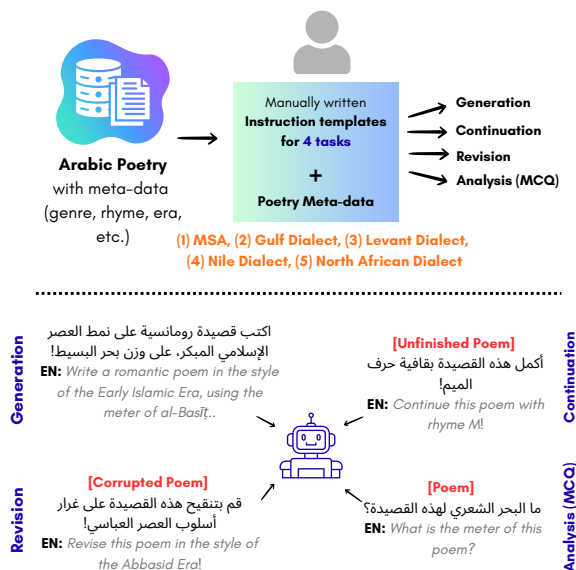 Arabic Poetry
with meta-data
(genre, rhyme, era,
etc.)
Manually written
Instruction templates
for 4 tasks
+
Poetry Meta-data
Generation
Continuation
Revision
Analysis (MCQ)
(1) MSA, (2) Gulf Dialect, (3) Levant Dialect,
(4) Nile Dialect, (5) North African Dialect
Generation
اكتب قصيدة رومانسية على نمط العصر
الإسلامي المبكر، على وزن بحر البسيط!
EN: Write a romantic poem in the style
of the Early Islamic Era, using the
meter of al-Basīṭ..
Continuation
[Unfinished Poem]
أكمل هذه القصيدة بقافية حرف
الميم!
EN: Continue this poem with
rhyme M!
Revision
[Corrupted Poem]
قم بتنقيح هذه القصيدة على غرار
أسلوب العصر العباسي!
EN: Revise this poem in the style of
the Abbasid Era!
Analysis (MCQ)
[Poem]
ما البحر الشعري لهذه القصيدة؟
EN: What is the meter of this
poem?